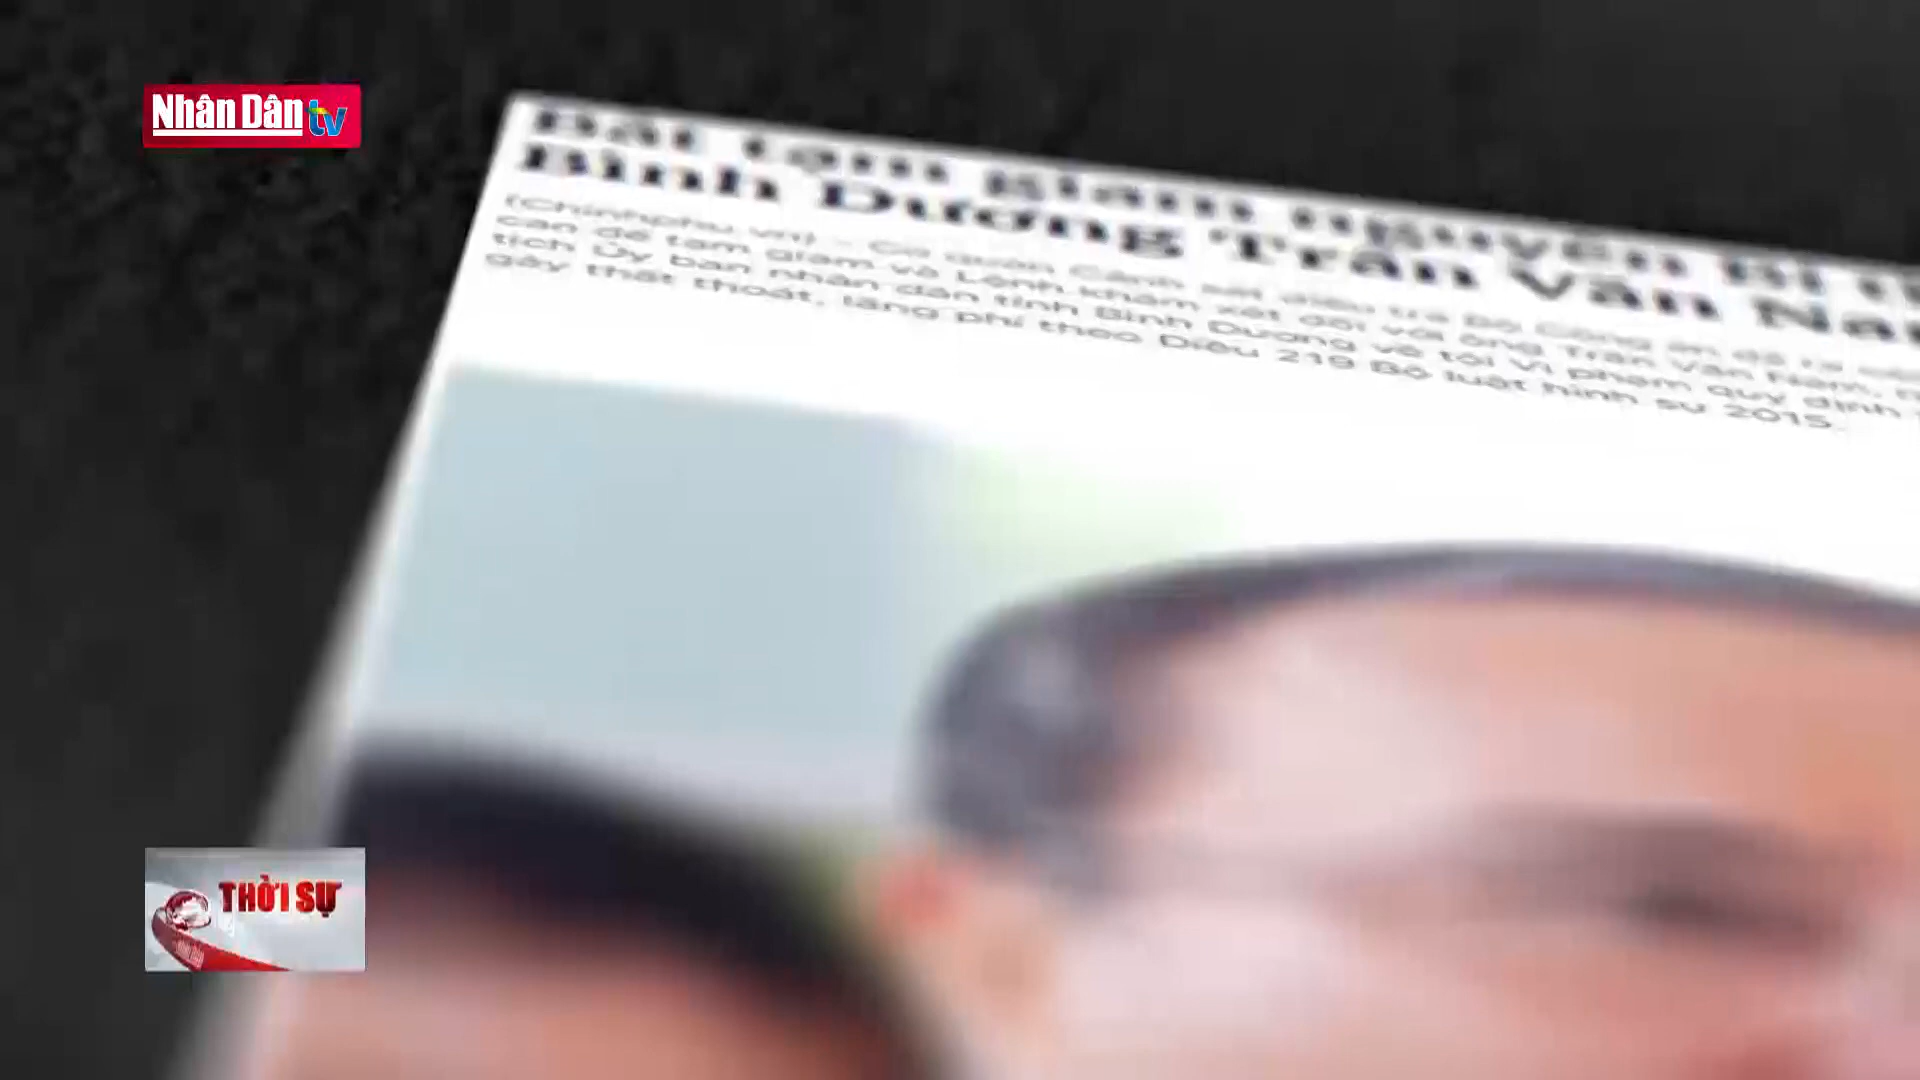 Nhân Dân tv
Bắt tạm giam nguyên Bí t
Bình Dương Trần Văn Na
(Chinhphu.vn) - Cơ quan Cảnh sát điều tra Bộ Công an đã ra
can để tạm giam và Lệnh khám xét đối với ông Trần Văn Nam,
tịch Ủy ban nhân dân tỉnh Bình Dương về tội Vi phạm quy định
gây thất thoát, lãng phí theo Điều 219 Bộ luật hình sự 2015.
THỜI SỰ